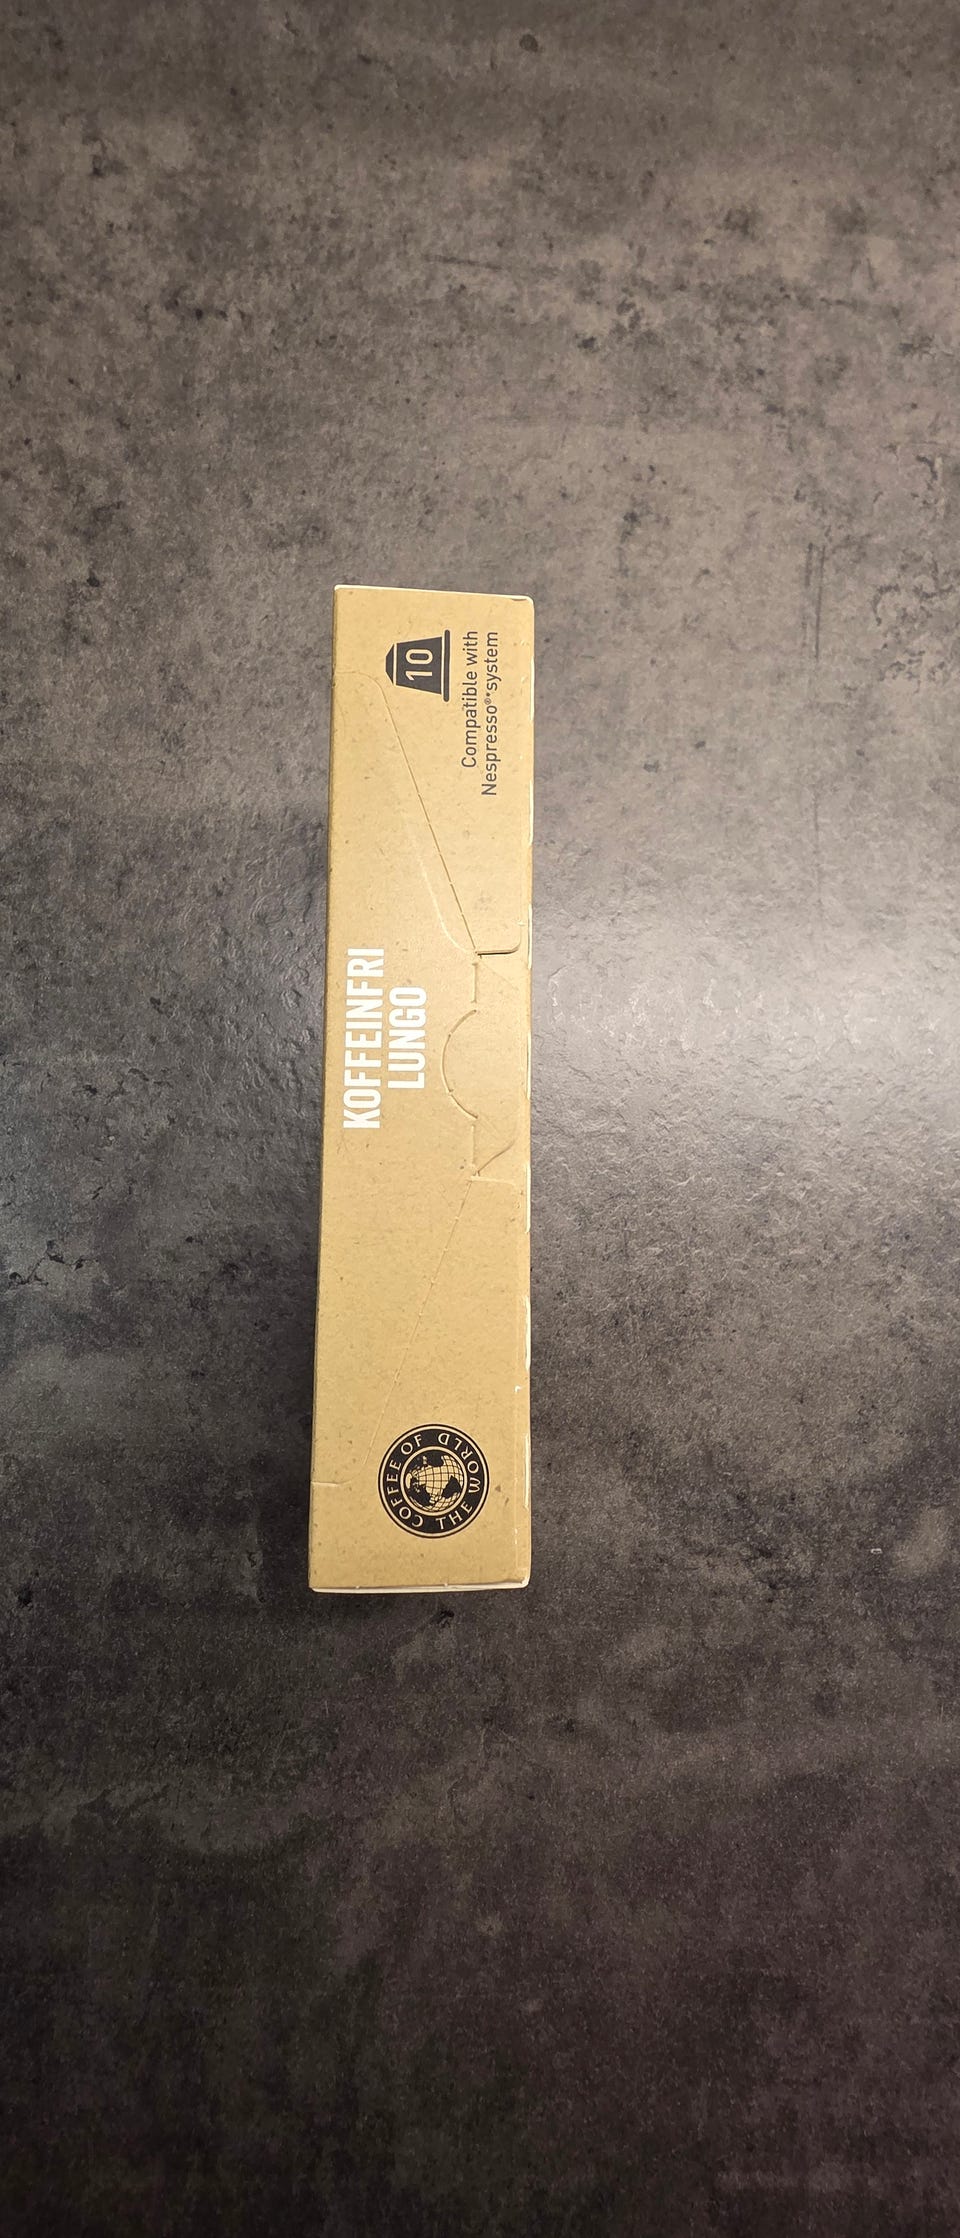 COFFEE OF THE WORLD
KOFFEINFRI
LUNGO
10
Compatible with
Nespresso®* system